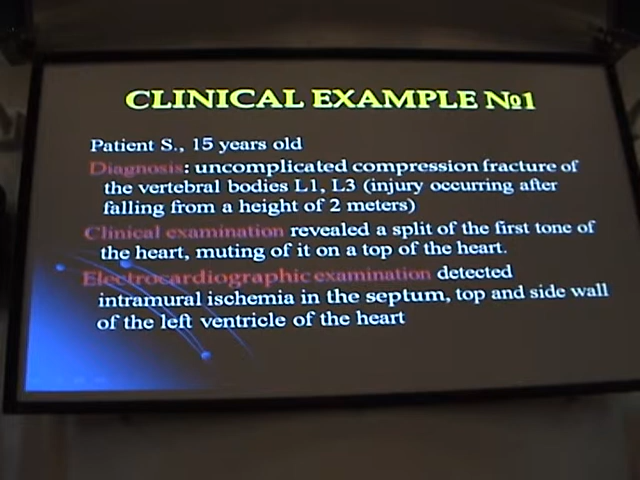 CLINICAL EXAMPLE №1
Patient S., 15 years old
Diagnosis: uncomplicated compression fracture of
the vertebral bodies L1, L3 (injury occurring after
falling from a height of 2 meters)
Clinical examination revealed a split of the first tone of
the heart, muting of it on a top of the heart.
Electrocardiographic examination detected
intramural ischemia in the septum, top and side wall
of the left ventricle of the heart